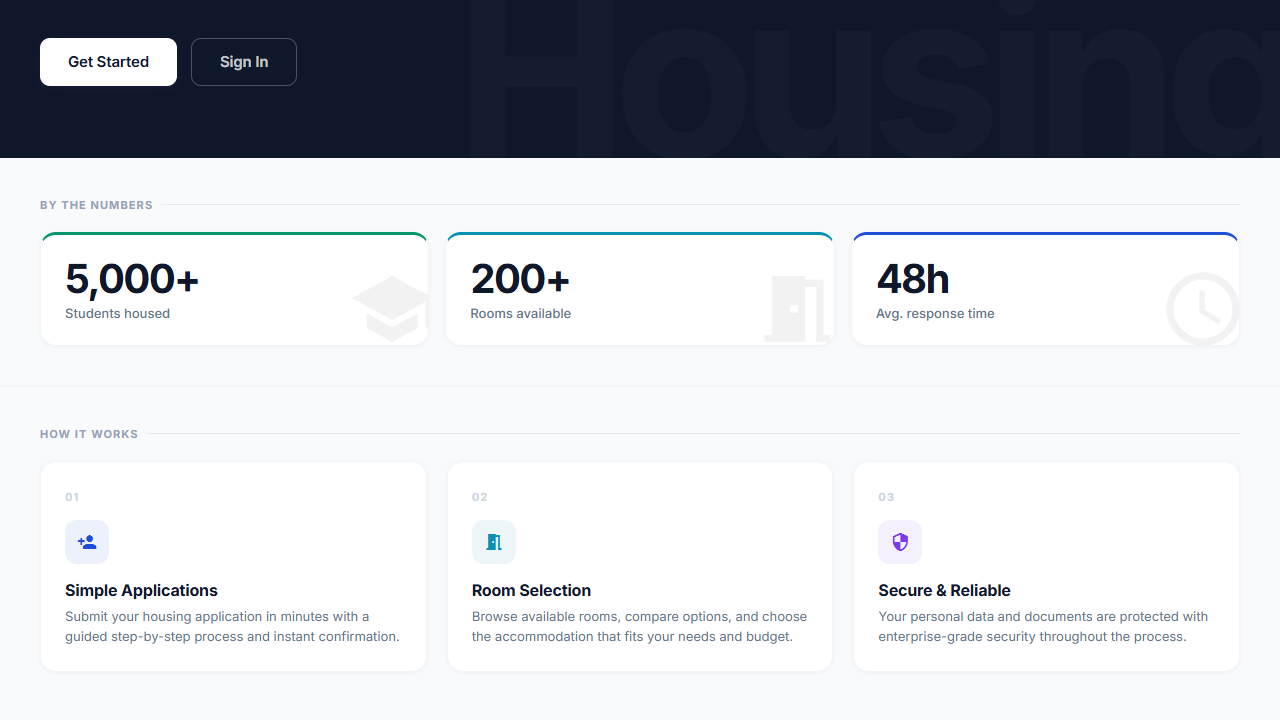 Housing
Get Started
Sign In
BY THE NUMBERS
5,000+
Students housed
200+
Rooms available
48h
Avg. response time
HOW IT WORKS
01
Simple Applications
Submit your housing application in minutes with a
guided step-by-step process and instant confirmation.
02
Room Selection
Browse available rooms, compare options, and choose
the accommodation that fits your needs and budget.
03
Secure & Reliable
Your personal data and documents are protected with
enterprise-grade security throughout the process.